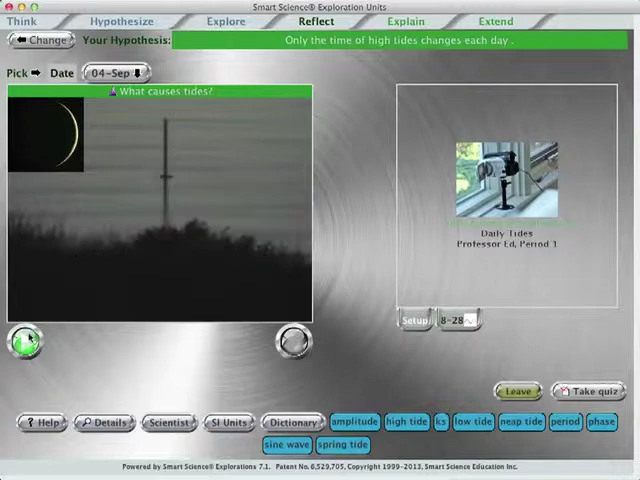 Smart Science® Exploration Units
Think Hypothesize Explore Reflect Explain Extend
Change Your Hypothesis: Only the time of high tides changes each day .
Pick Date 04-Sep
What causes tides?
Daily Tides
Professor Ed, Period 1
Setup 8-28
Leave Take quiz
? Help Details Scientist SI Units Dictionary amplitude high tide ks low tide neap tide period phase
sine wave spring tide
Powered by Smart Science® Explorations 7.1. Patent No. 6,529,705, Copyright 1999-2013, Smart Science Education Inc.